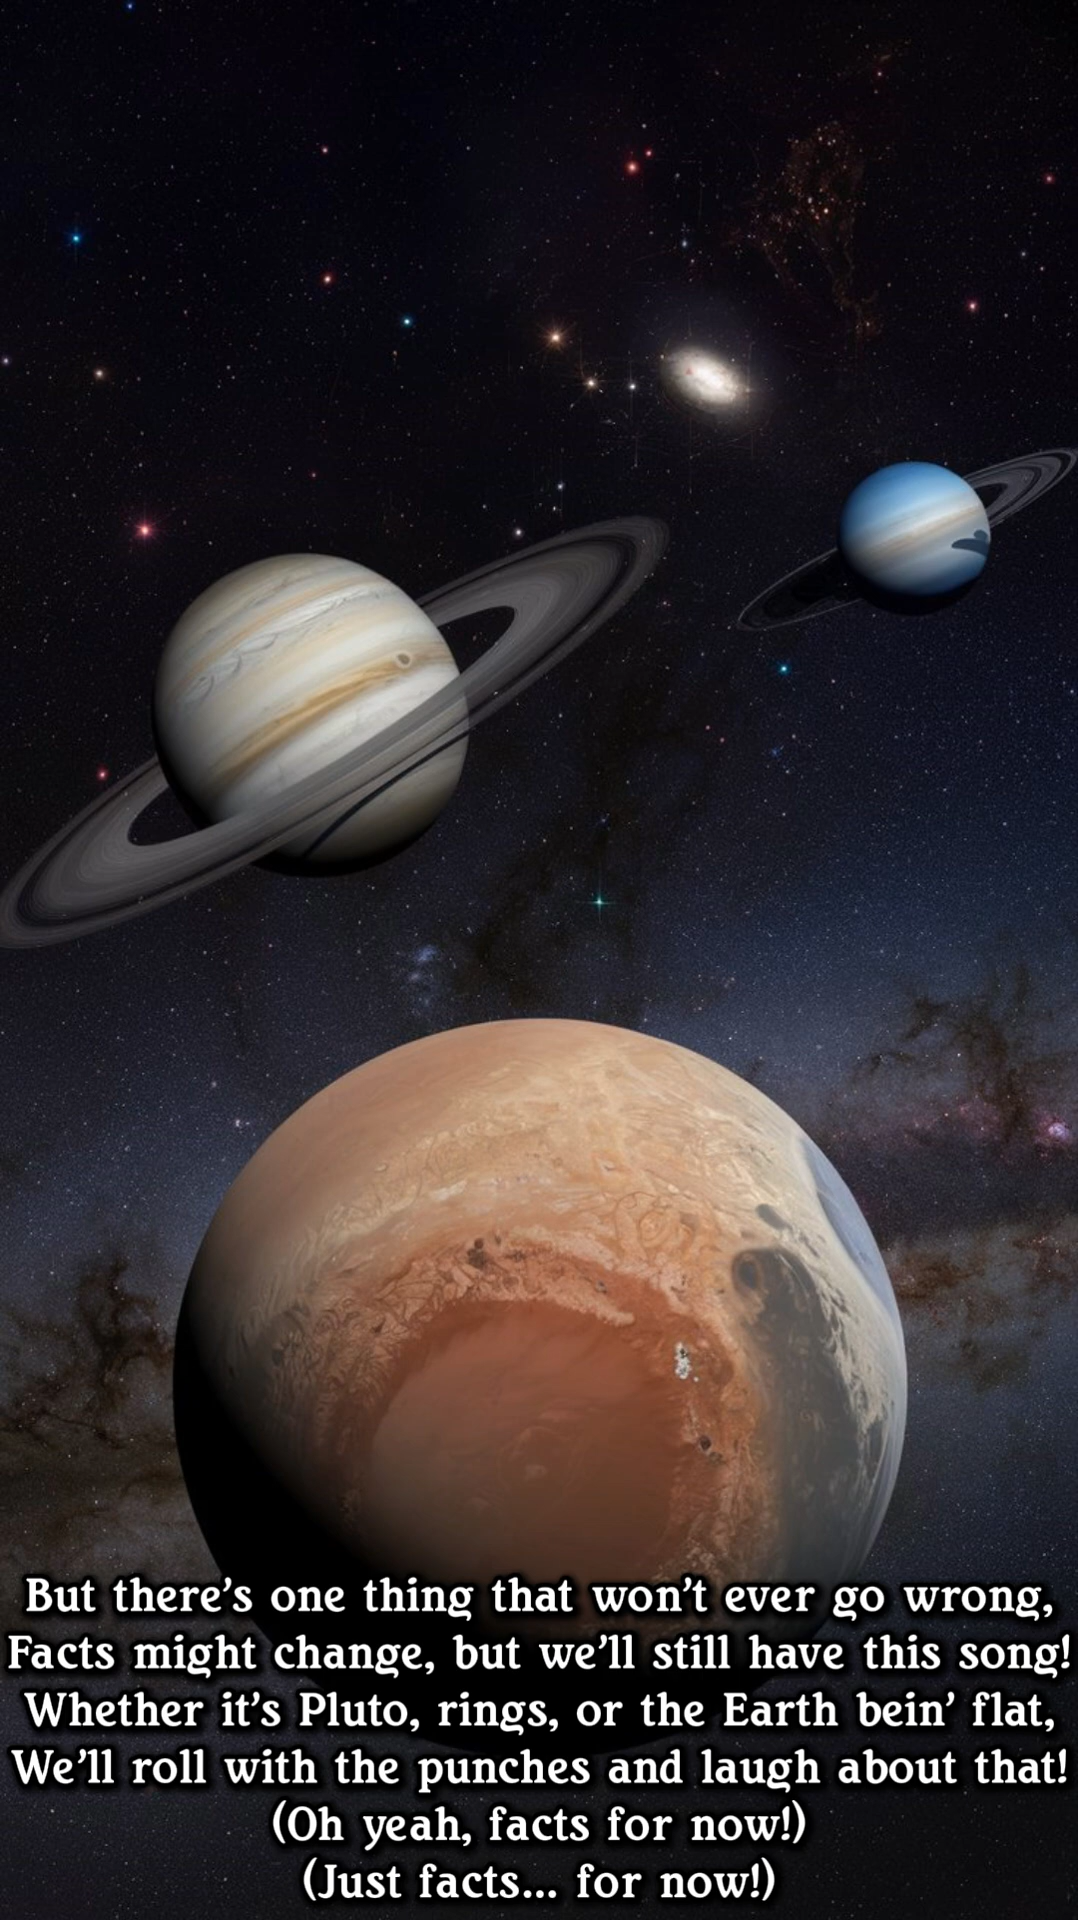 But there’s one thing that won’t ever go wrong,
Facts might change, but we’ll still have this song!
Whether it’s Pluto, rings, or the Earth bein’ flat,
We’ll roll with the punches and laugh about that!
(Oh yeah, facts for now!)
(Just facts... for now!)